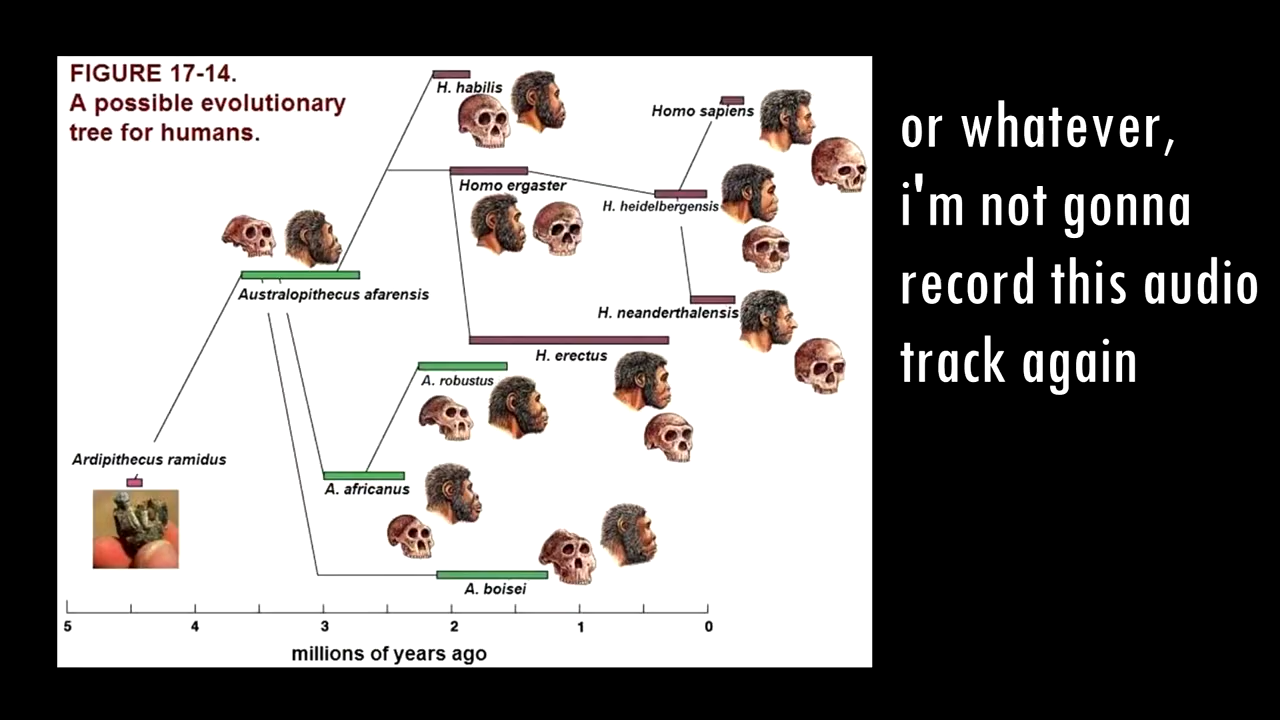 FIGURE 17-14.
A possible evolutionary
tree for humans.
H. habilis
Homo sapiens
Homo ergaster
H. heidelbergensis
Australopithecus afarensis
H. neanderthalensis
H. erectus
A. robustus
Ardipithecus ramidus
A. africanus
A. boisei
5 4 3 2 1 0
millions of years ago
or whatever,
i'm not gonna
record this audio
track again